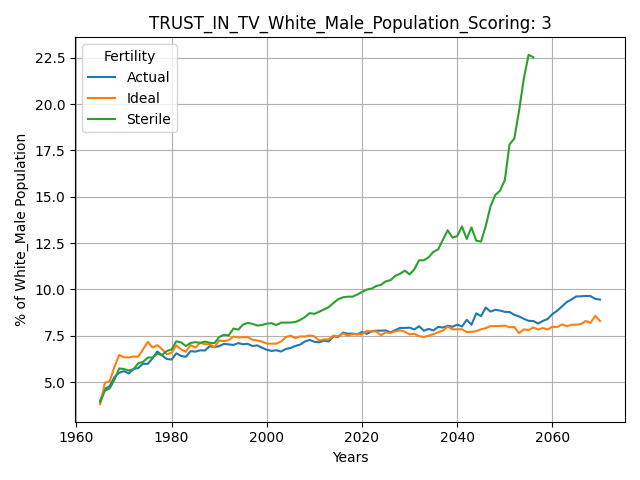 TRUST_IN_TV_White_Male_Population_Scoring: 3
Fertility
Actual
Ideal
Sterile
% of White_Male Population
22.5
20.0
17.5
15.0
12.5
10.0
7.5
5.0
1960 1980 2000 2020 2040 2060
Years